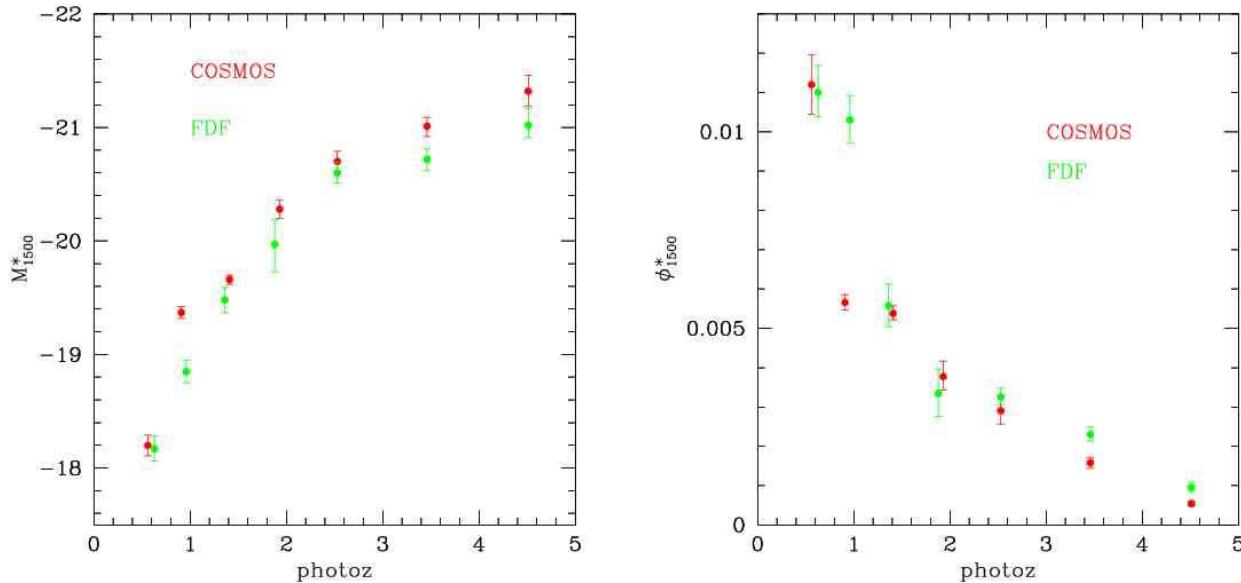 -22
-21
-20
-19
-18
M*1500
COSMOS
FDF
0 1 2 3 4 5
photoz
0.01
0.005
0
ϕ*1500
COSMOS
FDF
0 1 2 3 4 5
photoz